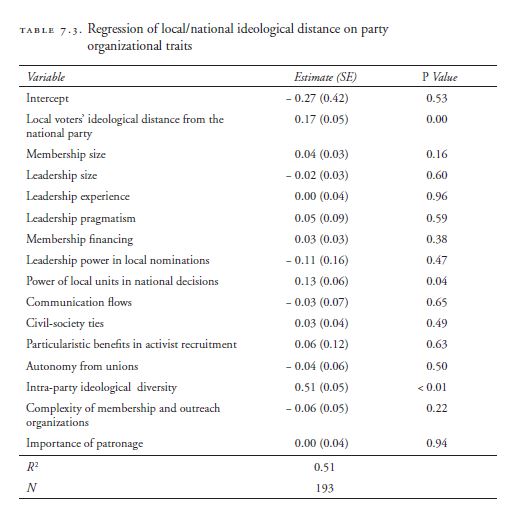 TABLE 7.3. Regression of local/national ideological distance on party
organizational traits
Variable Estimate (SE) P Value
Intercept – 0.27 (0.42) 0.53
Local voters' ideological distance from the 0.17 (0.05) 0.00
national party
Membership size 0.04 (0.03) 0.16
Leadership size – 0.02 (0.03) 0.60
Leadership experience 0.00 (0.04) 0.96
Leadership pragmatism 0.05 (0.09) 0.59
Membership financing 0.03 (0.03) 0.38
Leadership power in local nominations – 0.11 (0.16) 0.47
Power of local units in national decisions 0.13 (0.06) 0.04
Communication flows – 0.03 (0.07) 0.65
Civil-society ties 0.03 (0.04) 0.49
Particularistic benefits in activist recruitment 0.06 (0.12) 0.63
Autonomy from unions – 0.04 (0.06) 0.50
Intra-party ideological diversity 0.51 (0.05) < 0.01
Complexity of membership and outreach – 0.06 (0.05) 0.22
organizations
Importance of patronage 0.00 (0.04) 0.94
R² 0.51
N 193